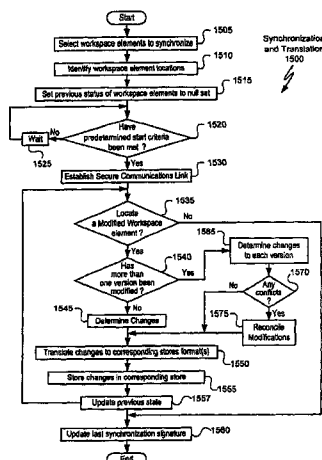 Start
1505
Select workspace elements to synchronize
Synchronization
and Translation
1500
1510
Identify workspace element locations
1515
Set previous status of workspace elements to null set
Have
predetermined start criteria
been met ?
1520
No
Wait
1525
Yes
1530
Establish Secure Communications Link
1535
Locate
a Modified Workspace
element ?
No
1565
Determine changes
to each version
Yes
1540
Has
more than
one version been
modified ?
Yes
1570
Any
conflicts
?
No
Yes
No
1545
Determine Changes
1575
Reconcile
Modifications
Translate changes to corresponding stores format(s)
1550
Store changes in corresponding store
1555
Update previous state
1557
Update last synchronization signature
1560
End